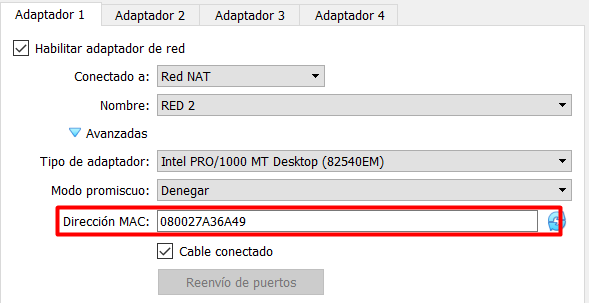 Adaptador 1 Adaptador 2 Adaptador 3 Adaptador 4
Habilitar adaptador de red
Conectado a: Red NAT
Nombre: RED 2
Avanzadas
Tipo de adaptador: Intel PRO/1000 MT Desktop (82540EM)
Modo promiscuo: Denegar
Dirección MAC: 080027A36A49
Cable conectado
Reenvío de puertos